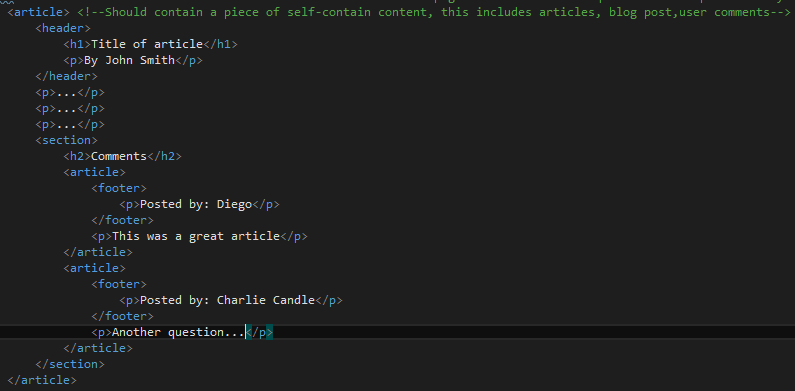 <article> <!--Should contain a piece of self-contain content, this includes articles, blog post,user comments-->
<header>
<h1>Title of article</h1>
<p>By John Smith</p>
</header>
<p>...</p>
<p>...</p>
<p>...</p>
<section>
<h2>Comments</h2>
<article>
<footer>
<p>Posted by: Diego</p>
</footer>
<p>This was a great article</p>
</article>
<article>
<footer>
<p>Posted by: Charlie Candle</p>
</footer>
<p>Another question...</p>
</article>
</section>
</article>